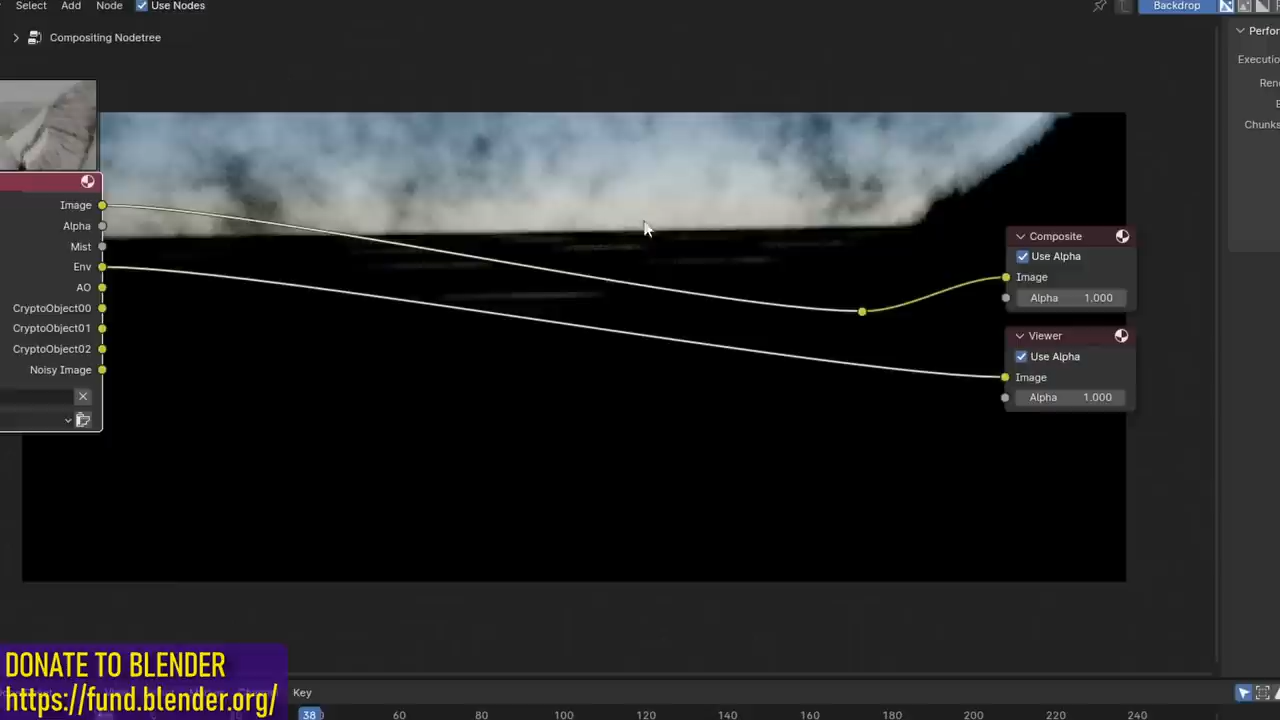 Select Add Node Use Nodes Backdrop
Compositing Nodetree
Image
Alpha
Mist
Env
AO
CryptoObject00
CryptoObject01
CryptoObject02
Noisy Image
Composite
Use Alpha
Image
Alpha 1.000
Viewer
Use Alpha
Image
Alpha 1.000
Perfor
Executio
Ren
Chunks
DONATE TO BLENDER
https://fund.blender.org/
Key
38 60 80 100 120 140 160 180 200 220 240